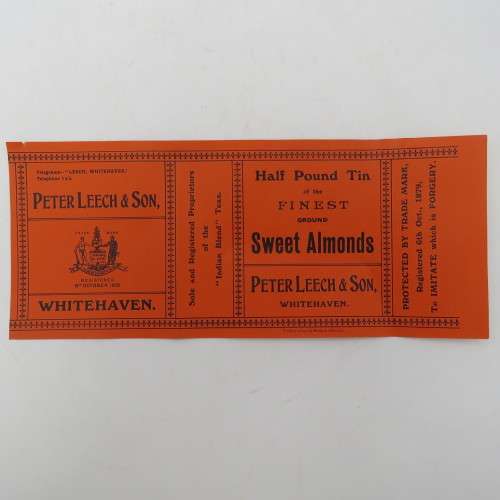 Telegrams-"LEECH, WHITEHAVEN."
PETER LEECH & SON,
TRADE MARK
REGISTERED
WHITEHAVEN.
Sole and Registered Proprietors
of the
"Indian Blend" Teas.
Half Pound Tin
of the
FINEST
GROUND
Sweet Almonds
PETER LEECH & SON,
WHITEHAVEN.
PROTECTED BY TRADE MARK,
Registered 6th Oct., 1879,
To IMITATE which is FORGERY.